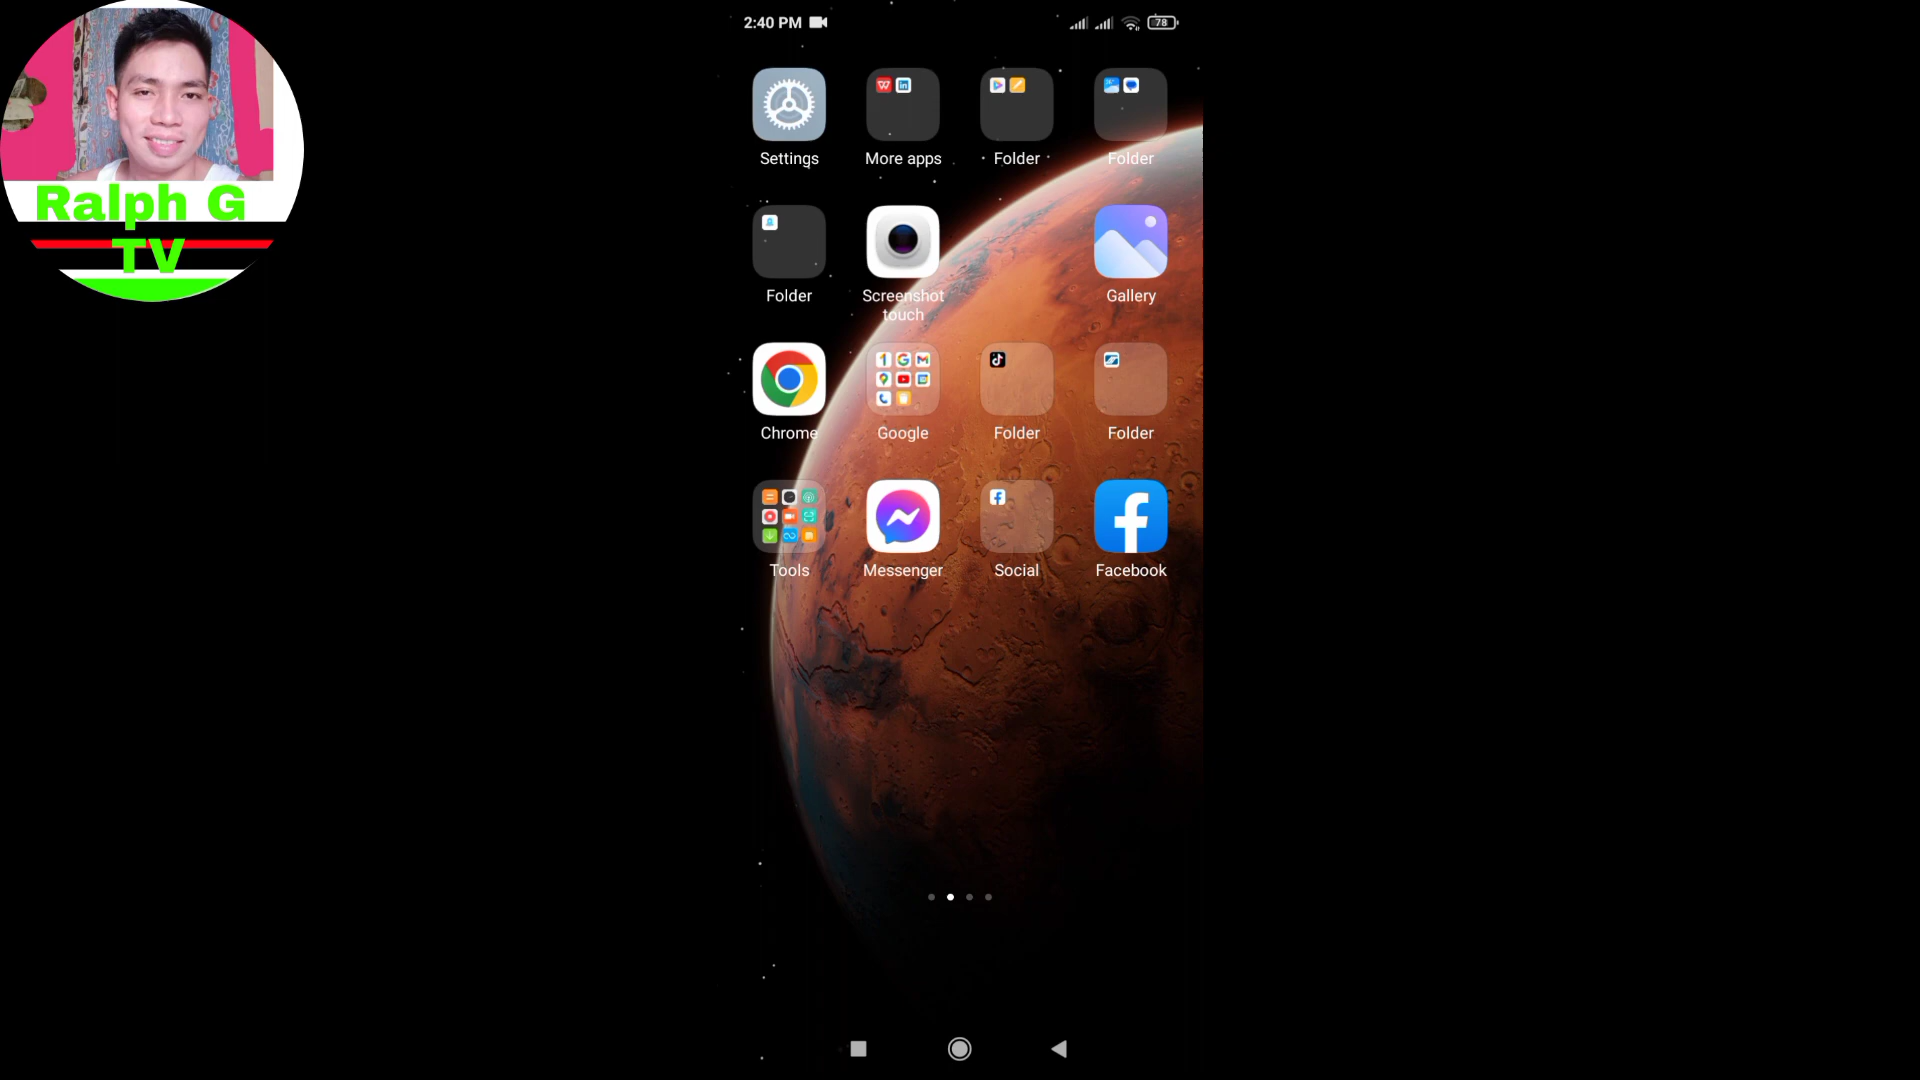 2:40 PM
78
Ralph G
TV
Settings
More apps
Folder
Folder
Folder
Screenshot
touch
Gallery
Chrome
Google
Folder
Folder
Tools
Messenger
Social
Facebook